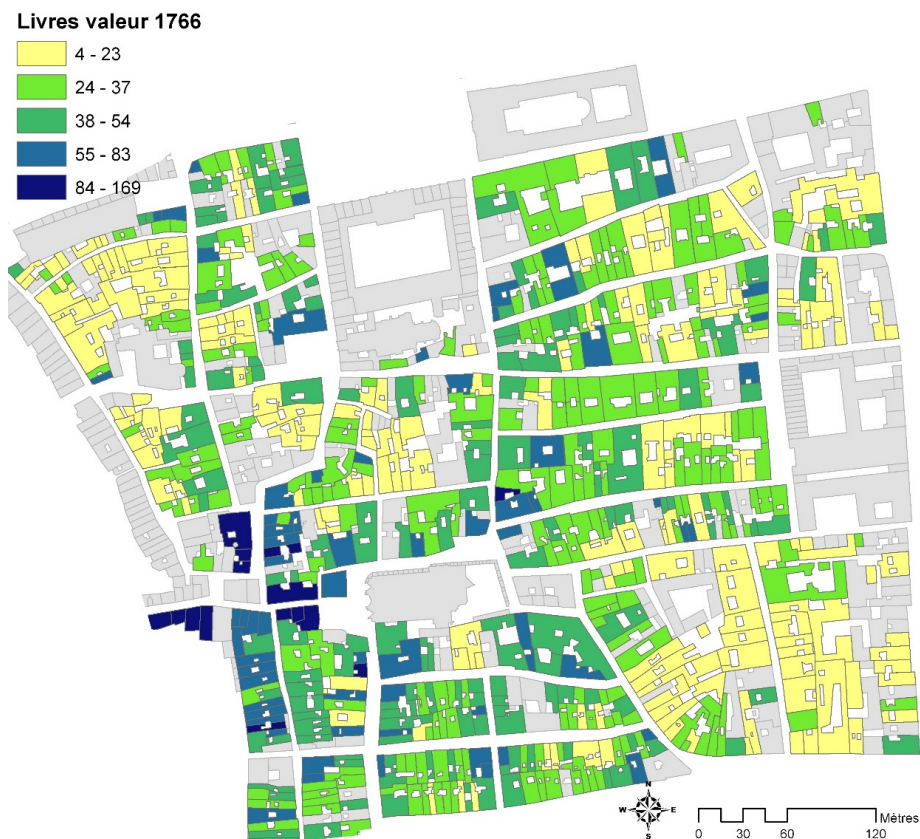 Livres valeur 1766
4 - 23
24 - 37
38 - 54
55 - 83
84 - 169
N
W E
S
Mètres
0 30 60 120